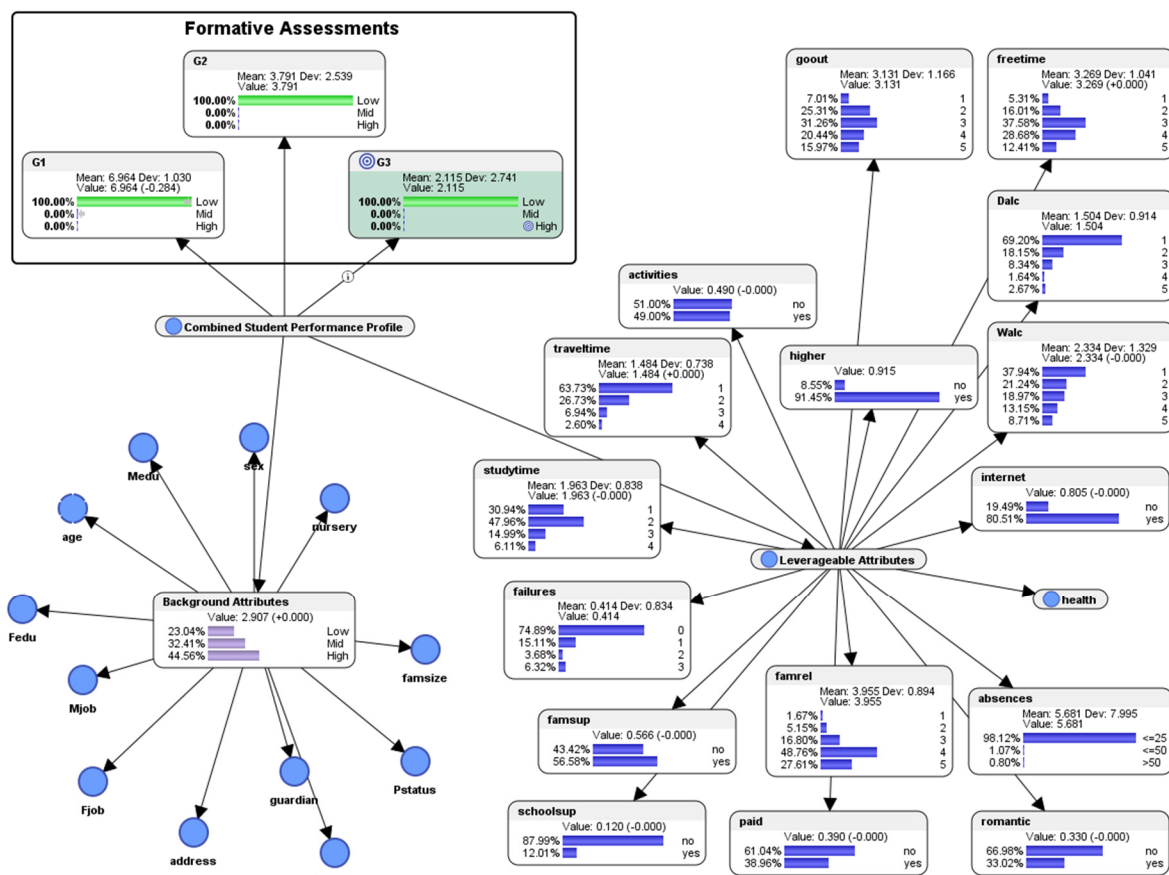 Formative Assessments
G2
Mean: 3.791 Dev: 2.539
Value: 3.791
100.00% Low
0.00% Mid
0.00% High
G1
Mean: 6.964 Dev: 1.030
Value: 6.964 (-0.284)
100.00% Low
0.00% Mid
0.00% High
G3
Mean: 2.115 Dev: 2.741
Value: 2.115
100.00% Low
0.00% Mid
0.00% High
i
Combined Student Performance Profile
goout
Mean: 3.131 Dev: 1.166
Value: 3.131
7.01% 1
25.31% 2
31.26% 3
20.44% 4
15.97% 5
freetime
Mean: 3.269 Dev: 1.041
Value: 3.269 (+0.000)
5.31% 1
16.01% 2
37.58% 3
28.68% 4
12.41% 5
Dalc
Mean: 1.504 Dev: 0.914
Value: 1.504
69.20% 1
18.15% 2
8.34% 3
1.64% 4
2.67% 5
activities
Value: 0.490 (-0.000)
51.00% no
49.00% yes
traveltime
Mean: 1.484 Dev: 0.738
Value: 1.484 (+0.000)
63.73% 1
26.73% 2
6.94% 3
2.60% 4
higher
Value: 0.915
8.55% no
91.45% yes
Walc
Mean: 2.334 Dev: 1.329
Value: 2.334 (-0.000)
37.94% 1
21.24% 2
18.97% 3
13.15% 4
8.71% 5
studytime
Mean: 1.963 Dev: 0.838
Value: 1.963 (-0.000)
30.94% 1
47.96% 2
14.99% 3
6.11% 4
internet
Value: 0.805 (-0.000)
19.49% no
80.51% yes
Leverageable Attributes
health
failures
Mean: 0.414 Dev: 0.834
Value: 0.414
74.89% 0
15.11% 1
3.68% 2
6.32% 3
famsup
Value: 0.566 (-0.000)
43.42% no
56.58% yes
famrel
Mean: 3.955 Dev: 0.894
Value: 3.955
1.67% 1
5.15% 2
16.80% 3
48.76% 4
27.61% 5
absences
Mean: 5.681 Dev: 7.995
Value: 5.681
98.12% <=25
1.07% <=50
0.80% >50
schoolsup
Value: 0.120 (-0.000)
87.99% no
12.01% yes
paid
Value: 0.390 (-0.000)
61.04% no
38.96% yes
romantic
Value: 0.330 (-0.000)
66.98% no
33.02% yes
Medu
sex
nursery
age
Background Attributes
Value: 2.907 (+0.000)
23.04% Low
32.41% Mid
44.56% High
Fedu
famsize
Mjob
Fjob
guardian
Pstatus
address